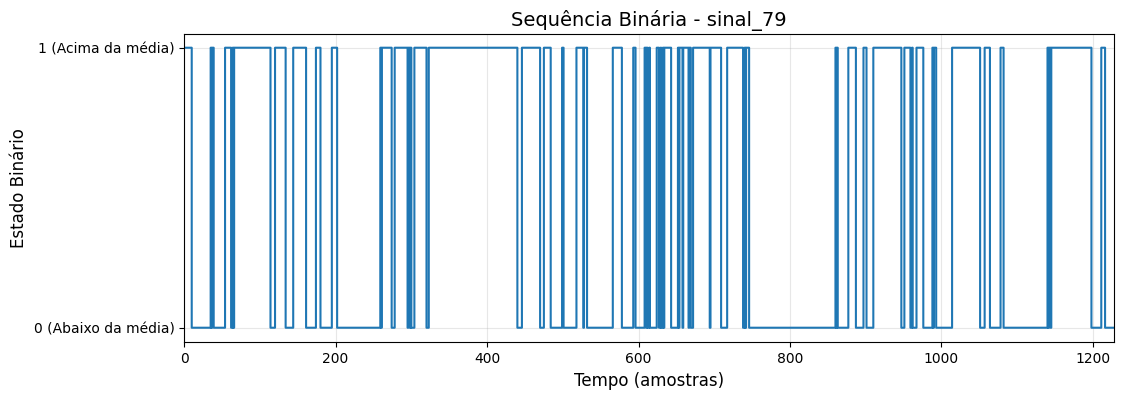 Sequência Binária - sinal_79
Estado Binário
1 (Acima da média)
0 (Abaixo da média)
0 200 400 600 800 1000 1200
Tempo (amostras)